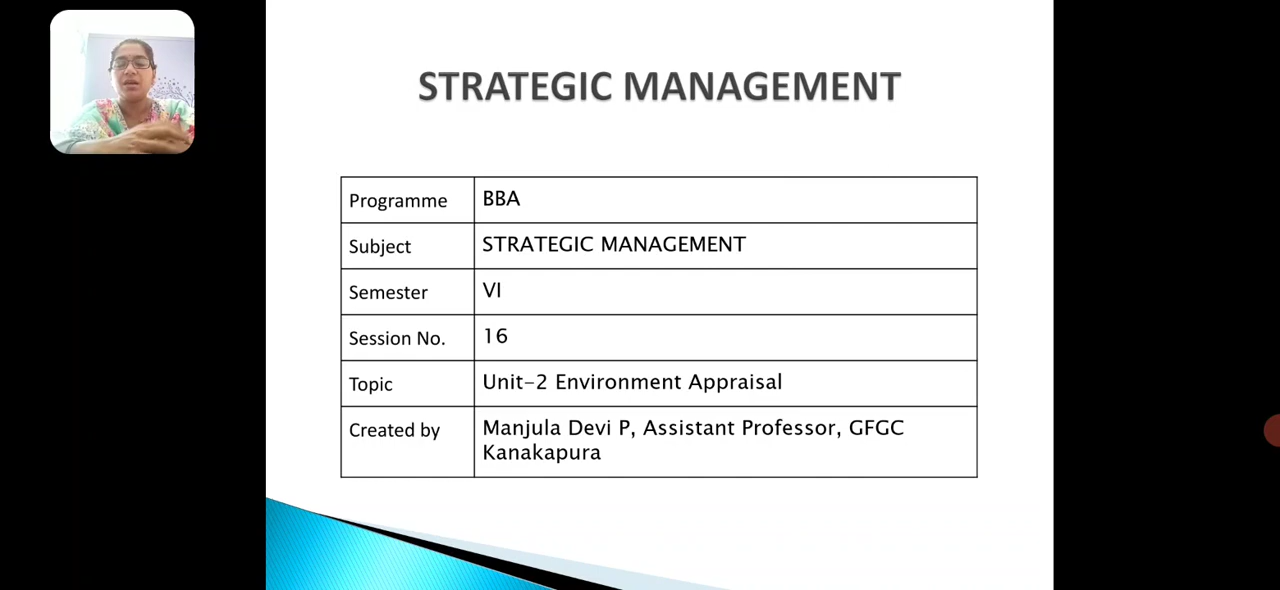 STRATEGIC MANAGEMENT
Programme BBA
Subject STRATEGIC MANAGEMENT
Semester VI
Session No. 16
Topic Unit-2 Environment Appraisal
Created by Manjula Devi P, Assistant Professor, GFGC
Kanakapura